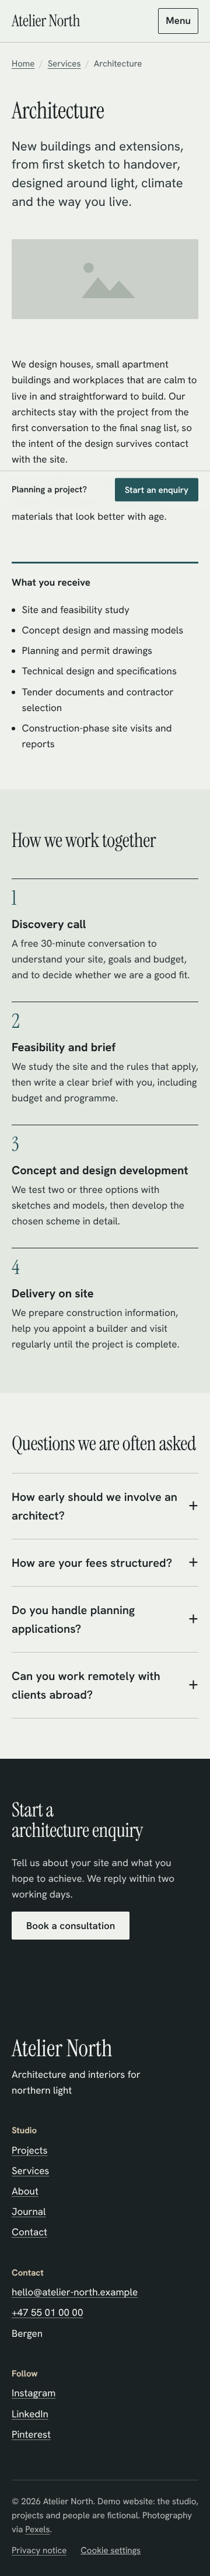 Atelier North
Menu
Home / Services / Architecture
Architecture
New buildings and extensions,
from first sketch to handover,
designed around light, climate
and the way you live.
We design houses, small apartment
buildings and workplaces that are calm to
live in and straightforward to build. Our
architects stay with the project from the
first conversation to the final snag list, so
the intent of the design survives contact
with the site.
Planning a project?
Start an enquiry
materials that look better with age.
What you receive
Site and feasibility study
Concept design and massing models
Planning and permit drawings
Technical design and specifications
Tender documents and contractor
selection
Construction-phase site visits and
reports
How we work together
1
Discovery call
A free 30-minute conversation to
understand your site, goals and budget,
and to decide whether we are a good fit.
2
Feasibility and brief
We study the site and the rules that apply,
then write a clear brief with you, including
budget and programme.
3
Concept and design development
We test two or three options with
sketches and models, then develop the
chosen scheme in detail.
4
Delivery on site
We prepare construction information,
help you appoint a builder and visit
regularly until the project is complete.
Questions we are often asked
How early should we involve an
architect?
How are your fees structured?
Do you handle planning
applications?
Can you work remotely with
clients abroad?
Start a
architecture enquiry
Tell us about your site and what you
hope to achieve. We reply within two
working days.
Book a consultation
Atelier North
Architecture and interiors for
northern light
Studio
Projects
Services
About
Journal
Contact
Contact
hello@atelier-north.example
+47 55 01 00 00
Bergen
Follow
Instagram
LinkedIn
Pinterest
© 2026 Atelier North. Demo website: the studio,
projects and people are fictional. Photography
via Pexels.
Privacy notice Cookie settings